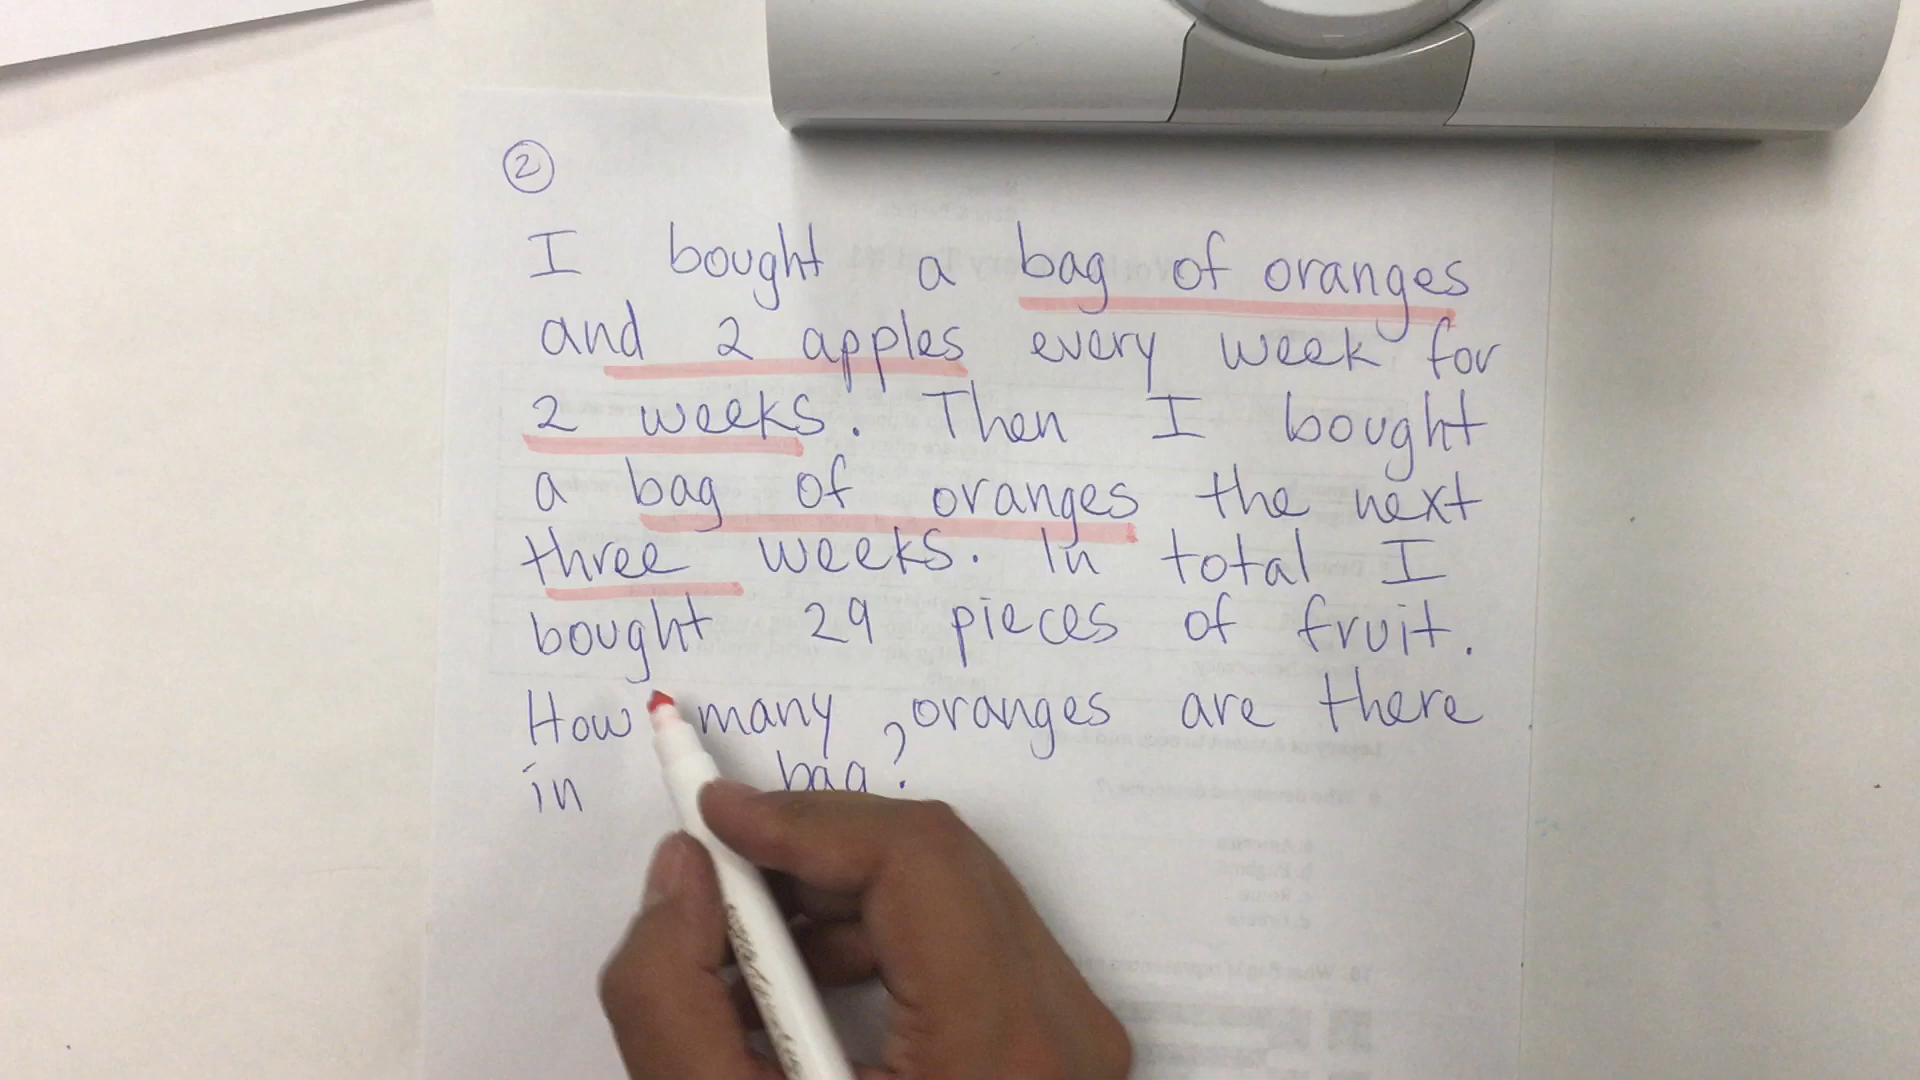 2
I bought a bag of oranges
and 2 apples every week for
2 weeks. Then I bought
a bag of oranges the next
three weeks. In total I
bought 29 pieces of fruit.
How many oranges are there
in bag?